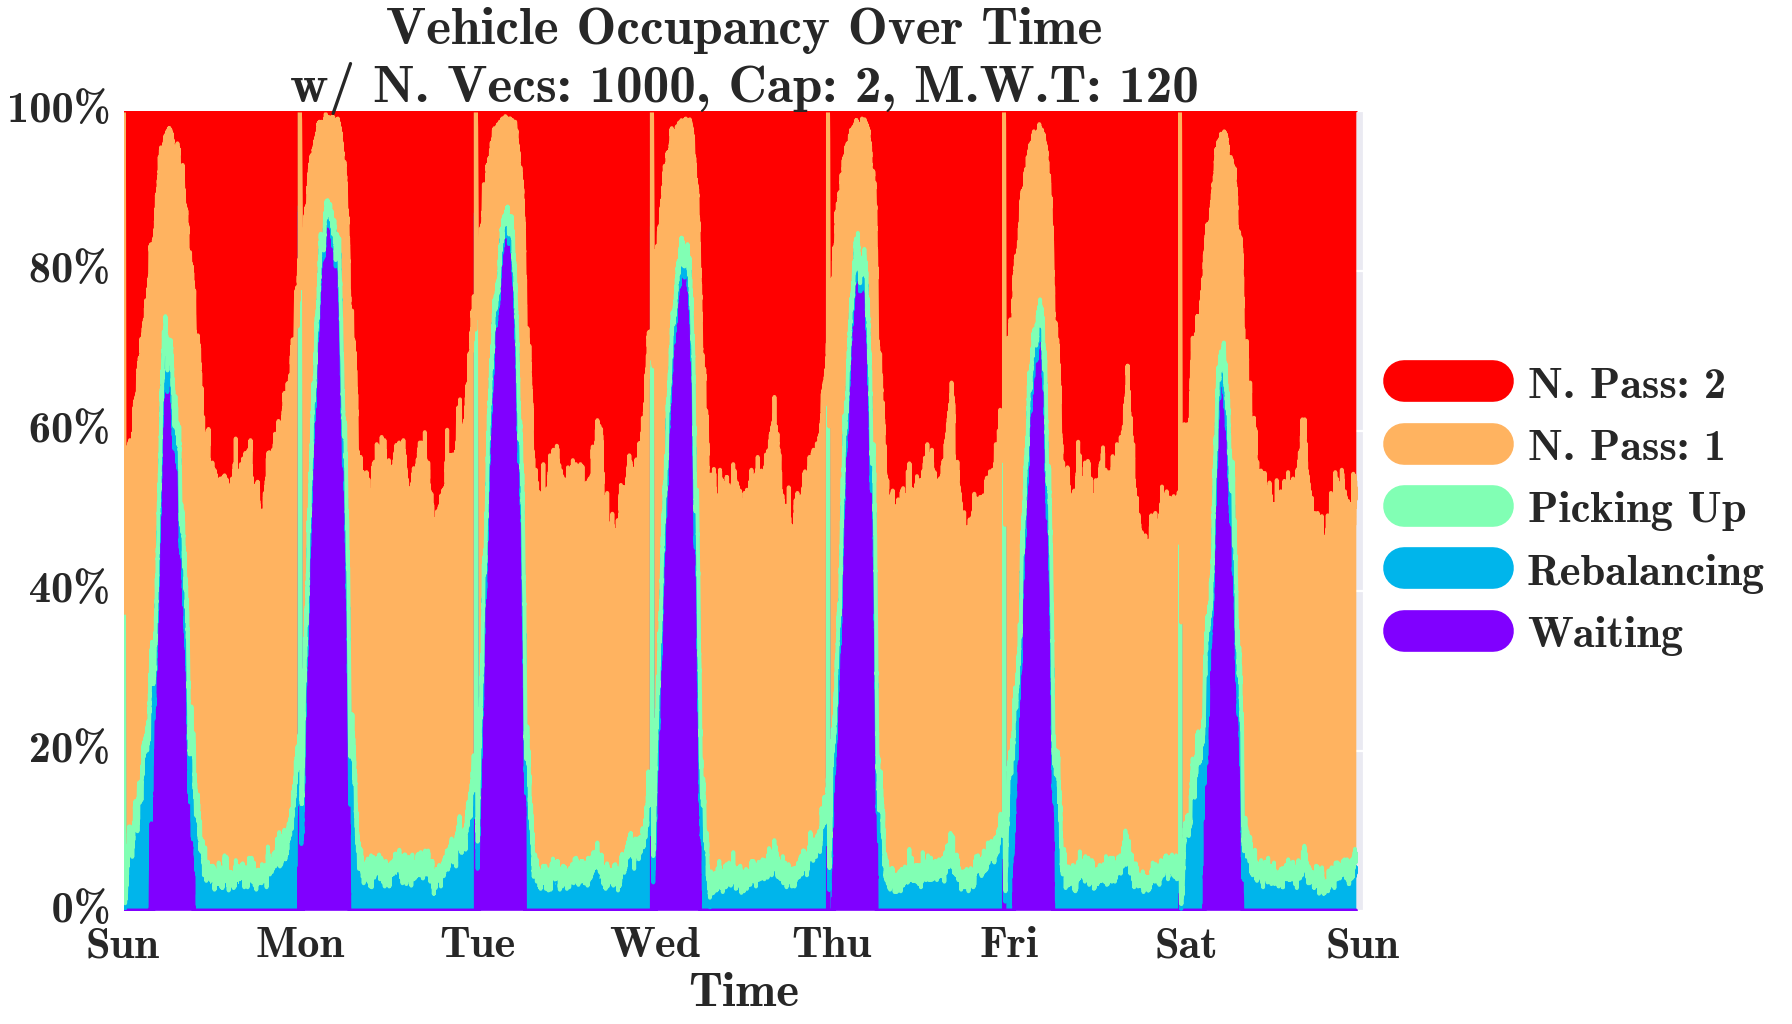 Vehicle Occupancy Over Time
w/ N. Vecs: 1000, Cap: 2, M.W.T: 120
100%
80%
60%
40%
20%
0%
Sun Mon Tue Wed Thu Fri Sat Sun
Time
N. Pass: 2
N. Pass: 1
Picking Up
Rebalancing
Waiting